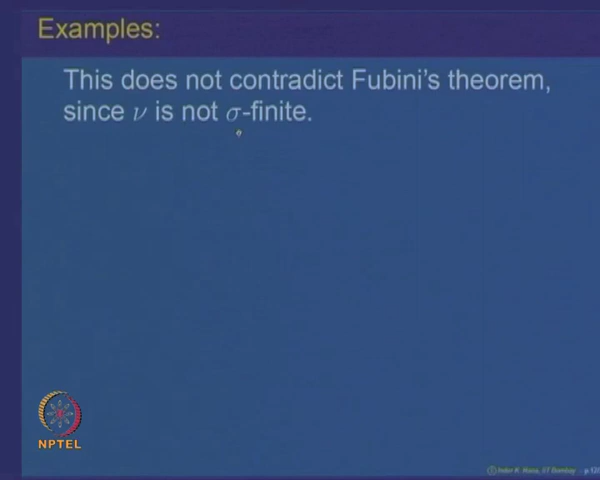 Examples:
This does not contradict Fubini's theorem,
since ν is not σ-finite.
NPTEL